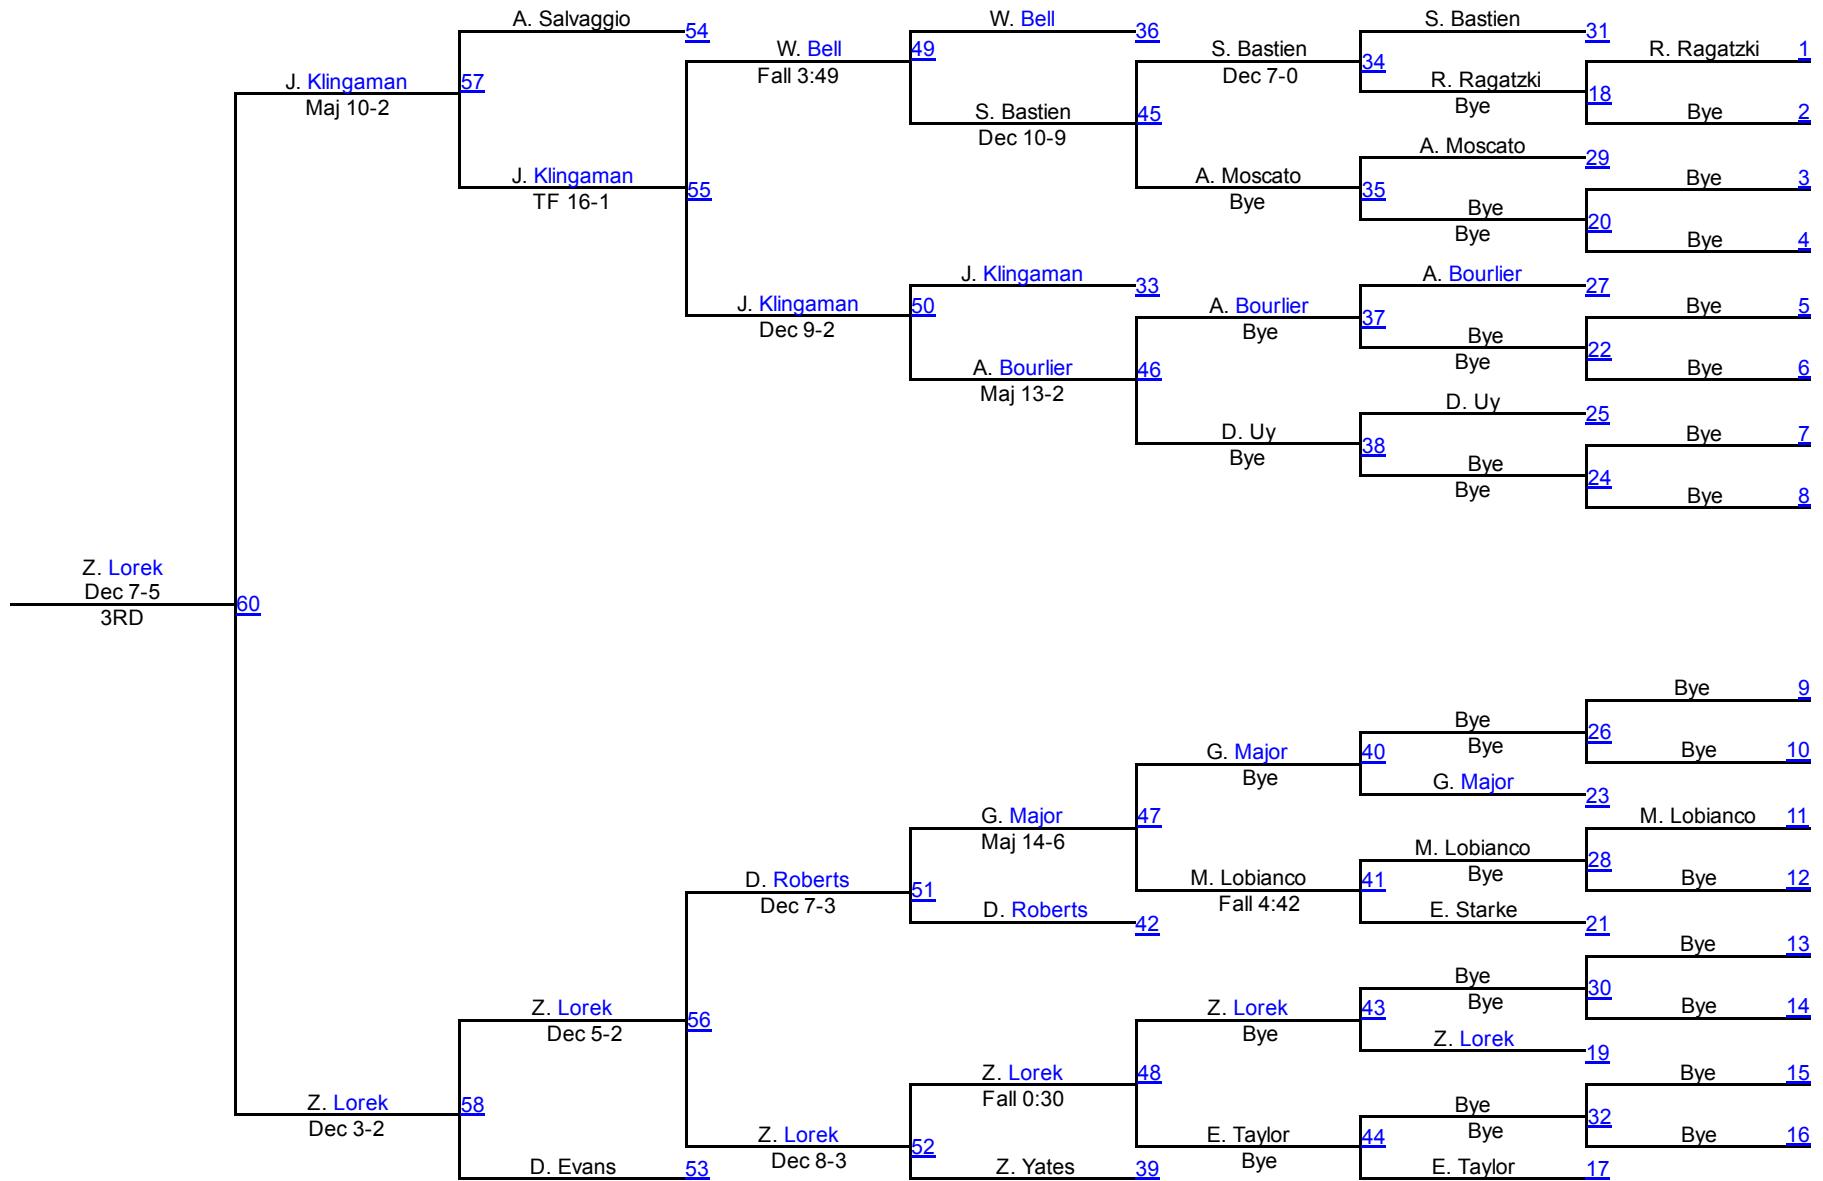 A. Salvaggio
54
W. Bell
36
S. Bastien
31
W. Bell
49
S. Bastien
34
R. Ragatzki
1
Fall 3:49
Dec 7-0
R. Ragatzki
18
Bye
J. Klingaman
57
Maj 10-2
S. Bastien
45
Bye
2
Dec 10-9
A. Moscato
29
J. Klingaman
55
A. Moscato
35
Bye
3
TF 16-1
Bye
Bye
20
Bye
Bye
4
J. Klingaman
33
A. Bourlier
27
J. Klingaman
50
A. Bourlier
37
Bye
5
Dec 9-2
Bye
Bye
22
Bye
A. Bourlier
46
Bye
6
Maj 13-2
D. Uy
25
D. Uy
38
Bye
7
Bye
Bye
24
Bye
Bye
8
Z. Lorek
Dec 7-5
60
3RD
Bye
9
Bye
26
Bye
G. Major
40
Bye
10
Bye
G. Major
23
G. Major
47
M. Lobianco
11
Maj 14-6
M. Lobianco
28
Bye
D. Roberts
51
M. Lobianco
41
Bye
12
Dec 7-3
Fall 4:42
D. Roberts
42
E. Starke
21
Bye
13
Bye
30
Bye
Z. Lorek
56
Z. Lorek
43
Bye
14
Dec 5-2
Bye
Z. Lorek
19
Z. Lorek
48
Bye
15
Fall 0:30
Z. Lorek
58
Bye
32
Dec 3-2
Bye
Z. Lorek
52
E. Taylor
44
Bye
16
Dec 8-3
Bye
D. Evans
53
Z. Yates
39
E. Taylor
17